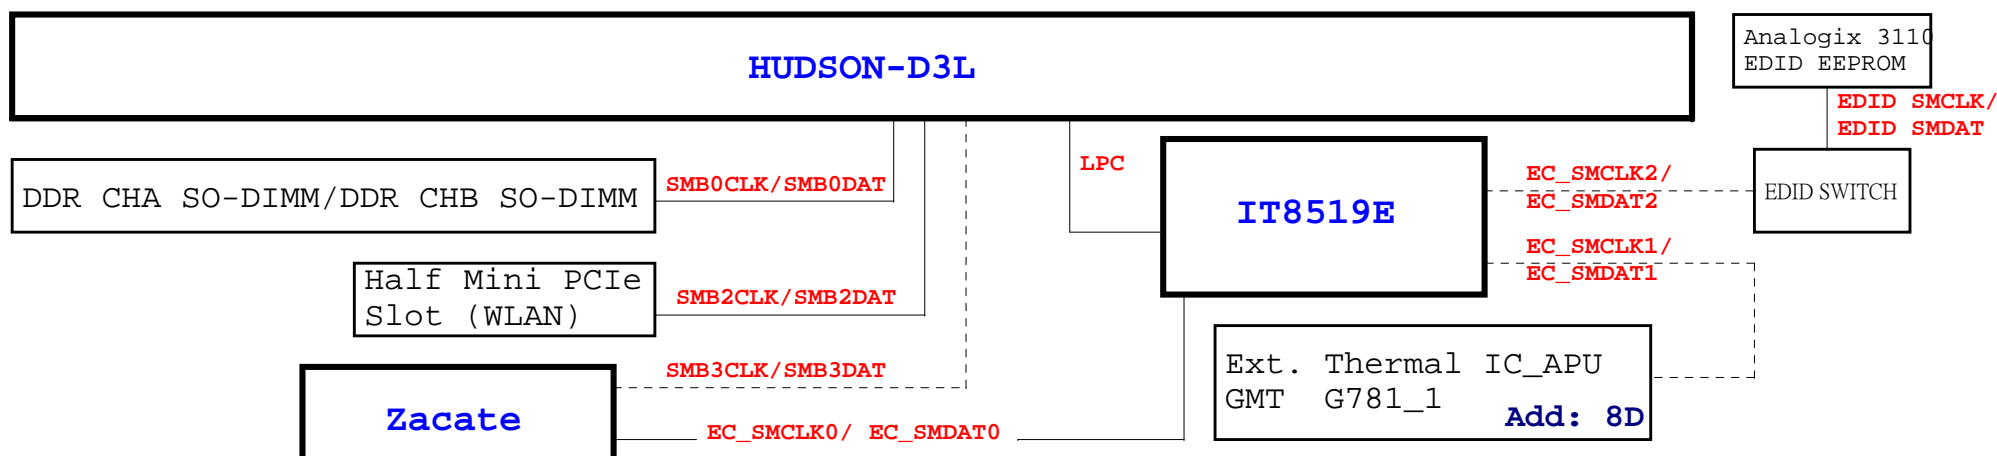 HUDSON-D3L
Analogix 3110
EDID EEPROM
EDID SMCLK/
EDID SMDAT
DDR CHA SO-DIMM/DDR CHB SO-DIMM
SMB0CLK/SMB0DAT
LPC
IT8519E
EC_SMCLK2/
EC_SMDAT2
EDID SWITCH
EC_SMCLK1/
EC_SMDAT1
Half Mini PCIe
Slot (WLAN)
SMB2CLK/SMB2DAT
SMB3CLK/SMB3DAT
Zacate
EC_SMCLK0/ EC_SMDAT0
Ext. Thermal IC_APU
GMT G781_1
Add: 8D